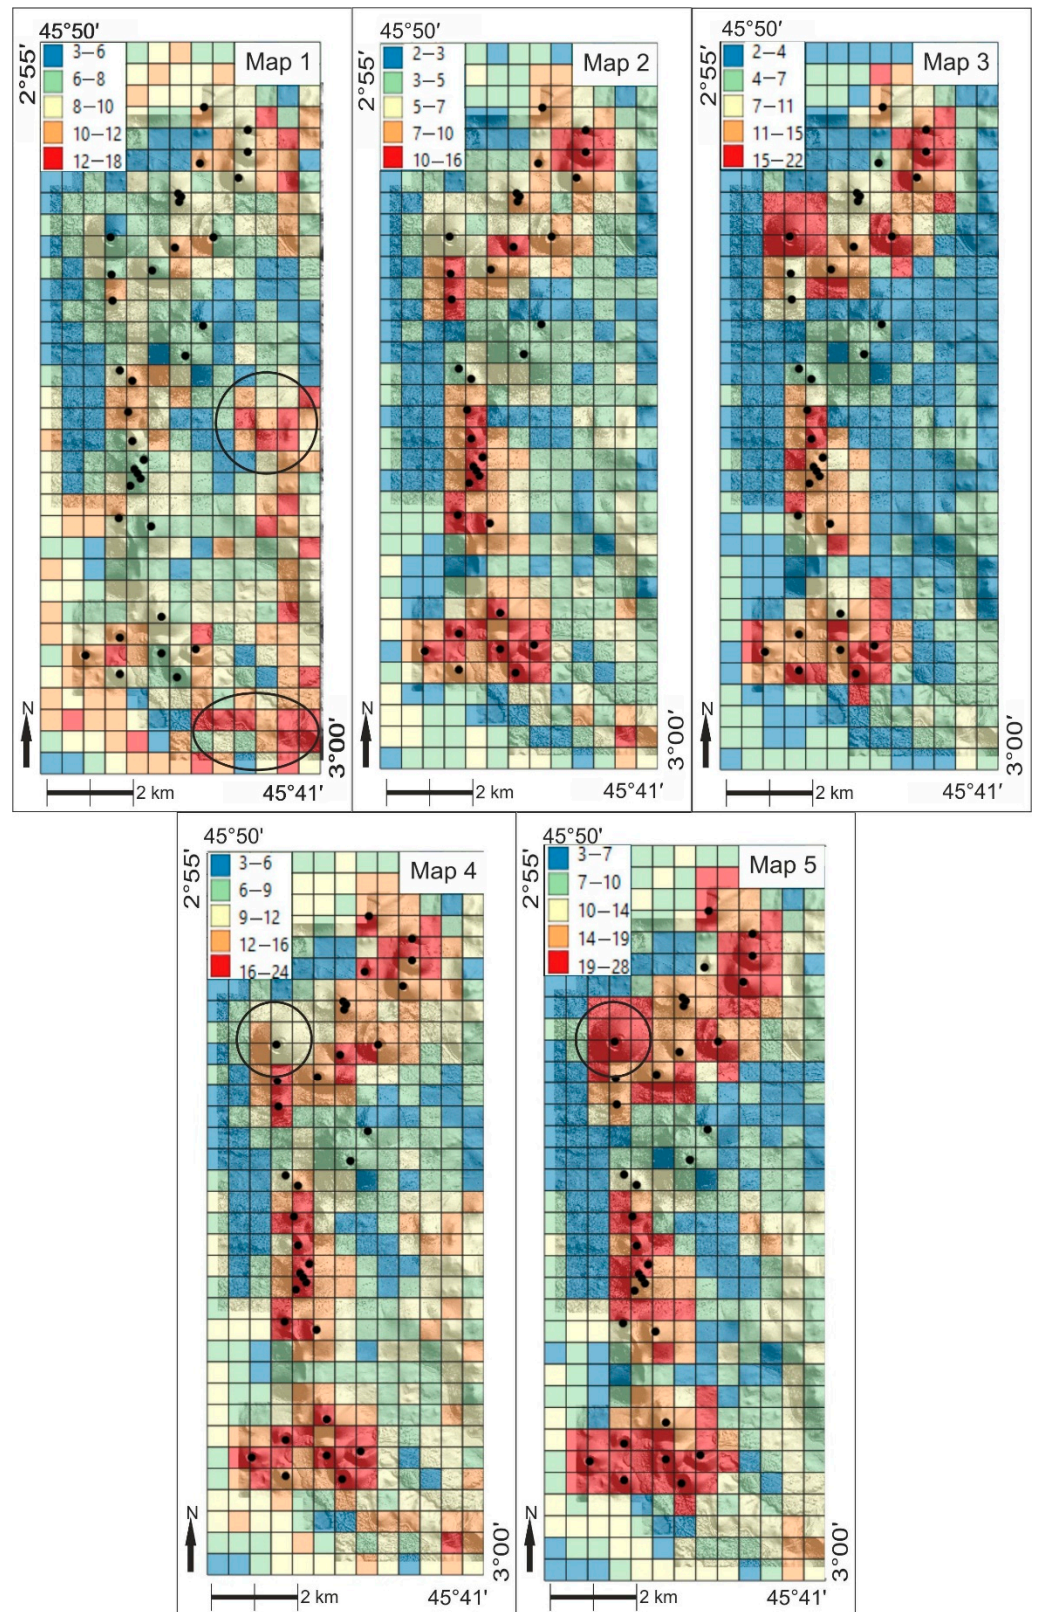 45°50'
2°55'
3—6
6—8
8—10
10—12
12—18
Map 1
N
2 km
45°41'
3°00'
45°50'
2—3
3—5
5—7
7—10
10—16
Map 2
N
2 km
45°41'
3°00'
45°50'
2°55'
2—4
4—7
7—11
11—15
15—22
Map 3
N
2 km
45°41'
3°00'
45°50'
2°55'
3—6
6—9
9—12
12—16
16—24
Map 4
N
2 km
45°41'
3°00'
45°50'
2°55'
3—7
7—10
10—14
14—19
19—28
Map 5
N
2 km
45°41'
3°00'